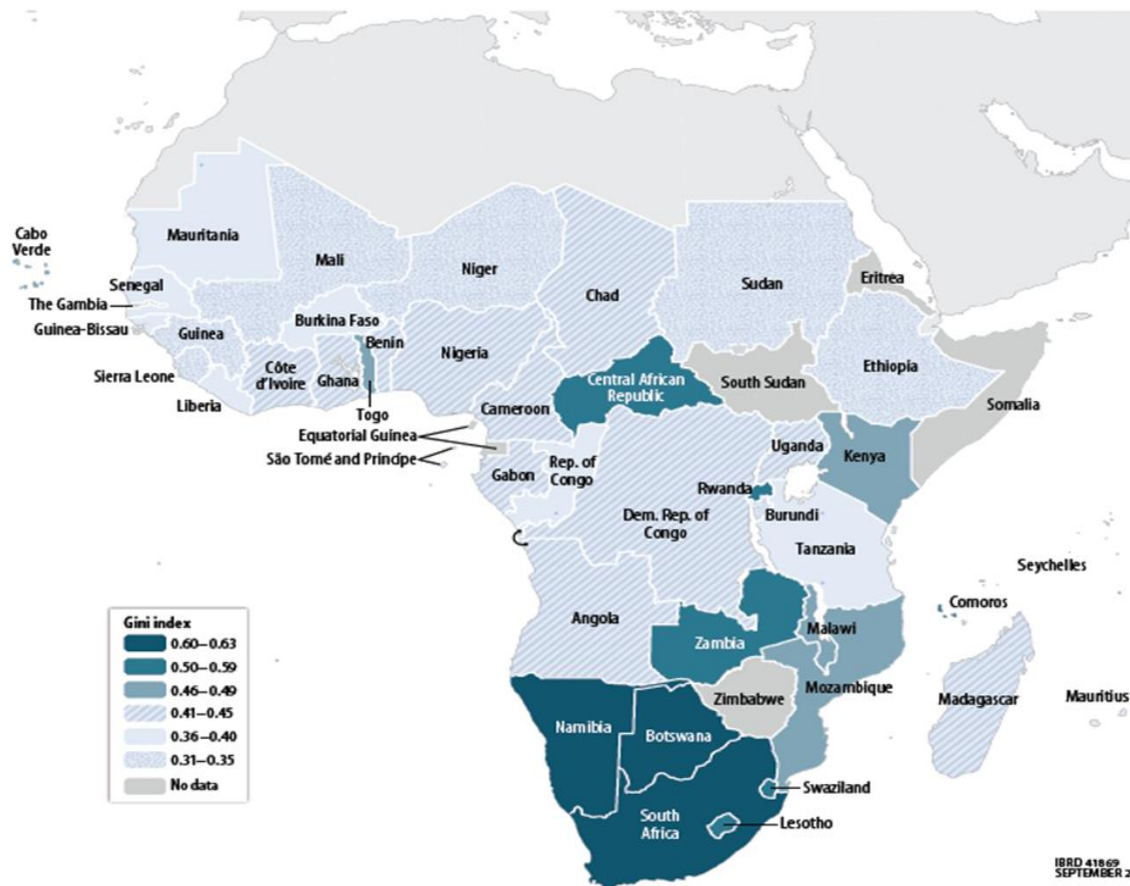 Cabo
Verde
Mauritania
Mali
Niger
Chad
Sudan
Eritrea
Senegal
The Gambia
Guinea-Bissau
Guinea
Burkina Faso
Benin
Nigeria
Ethiopia
Sierra Leone
Côte
d'Ivoire
Ghana
Central African
Republic
South Sudan
Somalia
Liberia
Togo
Cameroon
Equatorial Guinea
São Tomé and Príncipe
Gabon
Rep. of
Congo
Uganda
Kenya
Rwanda
Burundi
Dem. Rep. of
Congo
Tanzania
Seychelles
Comoros
Angola
Malawi
Zambia
Mozambique
Zimbabwe
Madagascar
Mauritius
Namibia
Botswana
Swaziland
South
Africa
Lesotho
Gini index
0.60–0.63
0.50–0.59
0.46–0.49
0.41–0.45
0.36–0.40
0.31–0.35
No data
IBRD 41869
SEPTEMBER 2